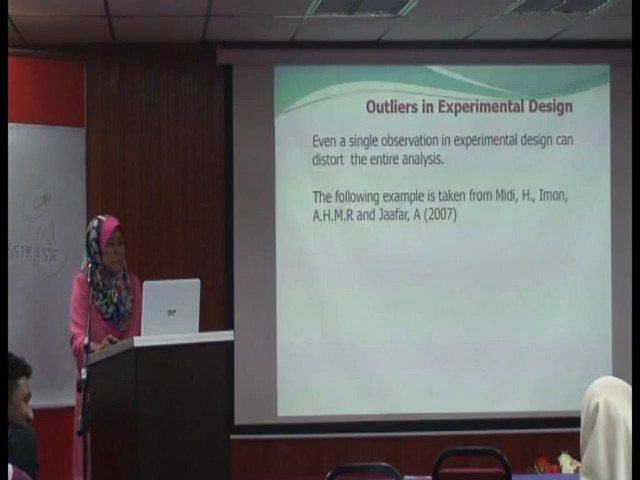 Outliers in Experimental Design
Even a single observation in experimental design can
distort the entire analysis.
The following example is taken from Midi, H., Imon,
A.H.M.R and Jaafar, A (2007)